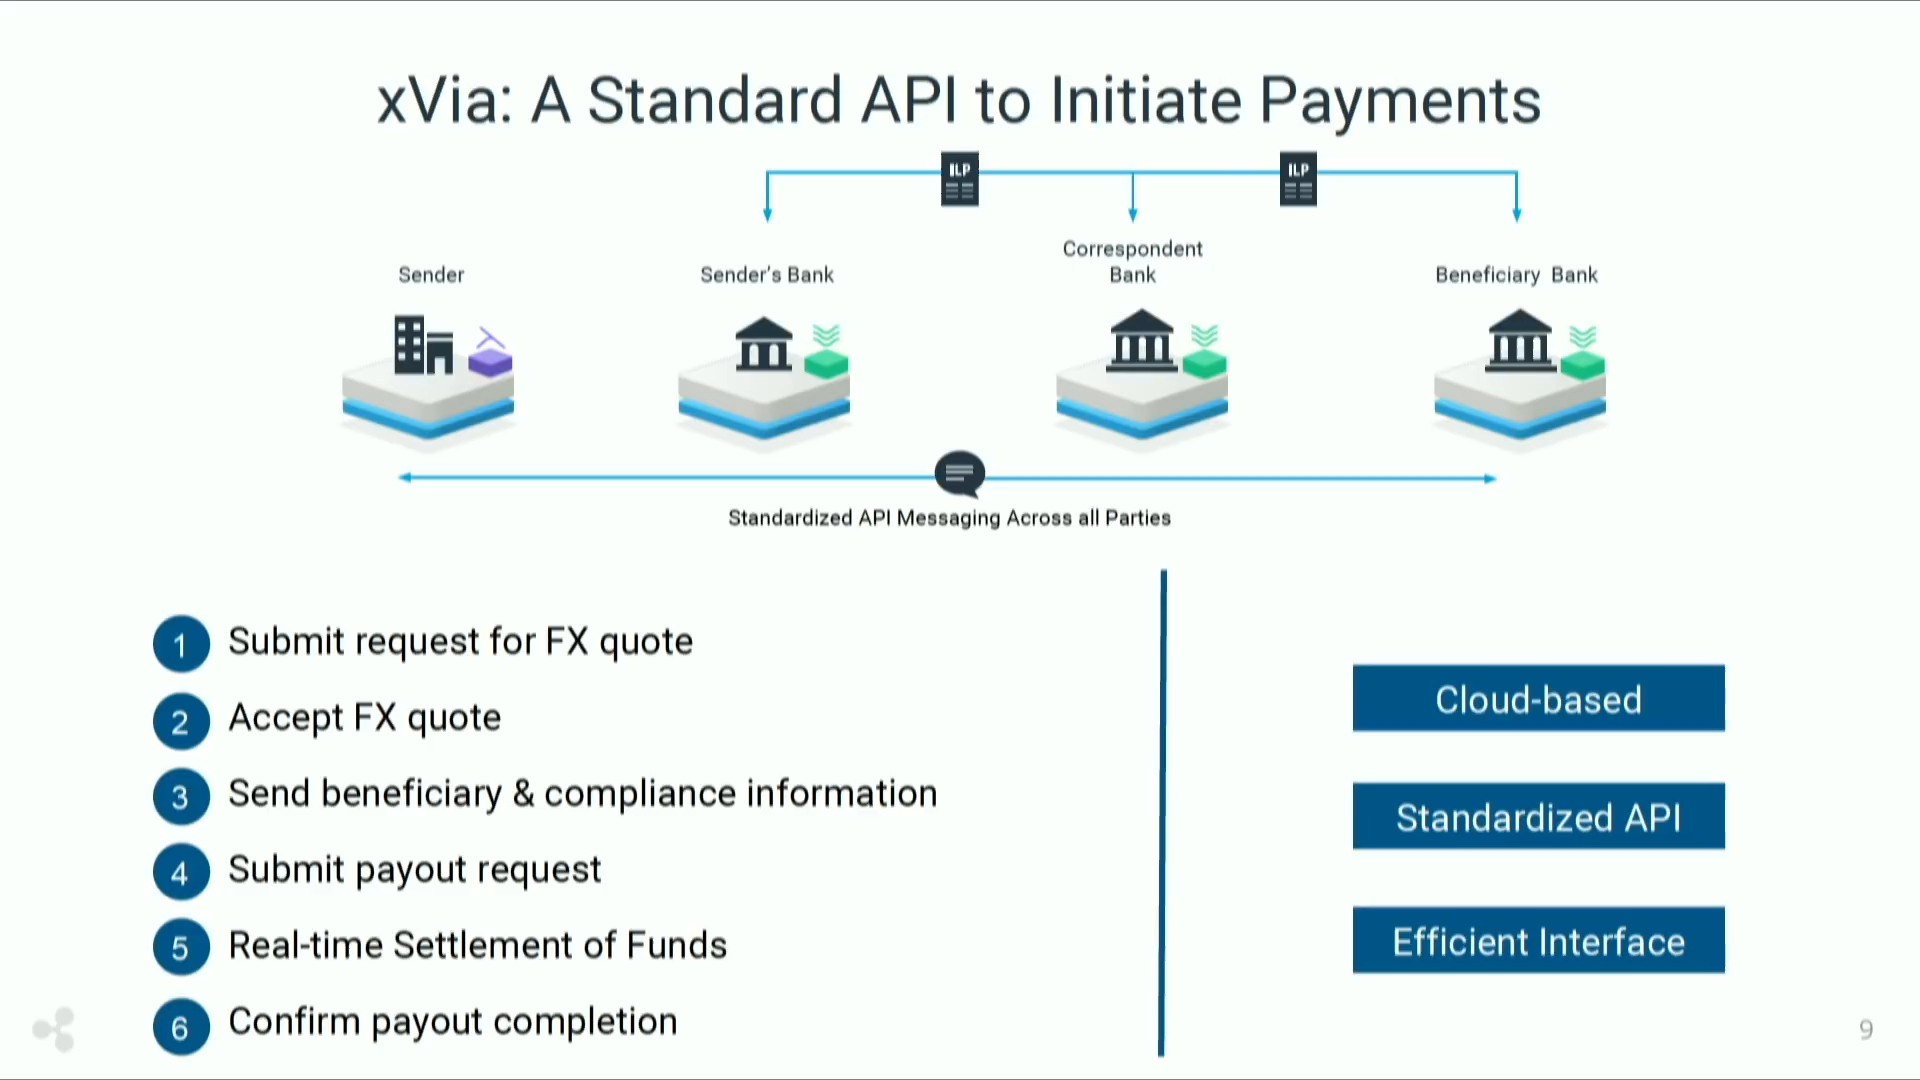 xVia: A Standard API to Initiate Payments
ILP
ILP
Sender
Sender's Bank
Correspondent
Bank
Beneficiary Bank
Standardized API Messaging Across all Parties
1 Submit request for FX quote
2 Accept FX quote
3 Send beneficiary & compliance information
4 Submit payout request
5 Real-time Settlement of Funds
6 Confirm payout completion
Cloud-based
Standardized API
Efficient Interface
9